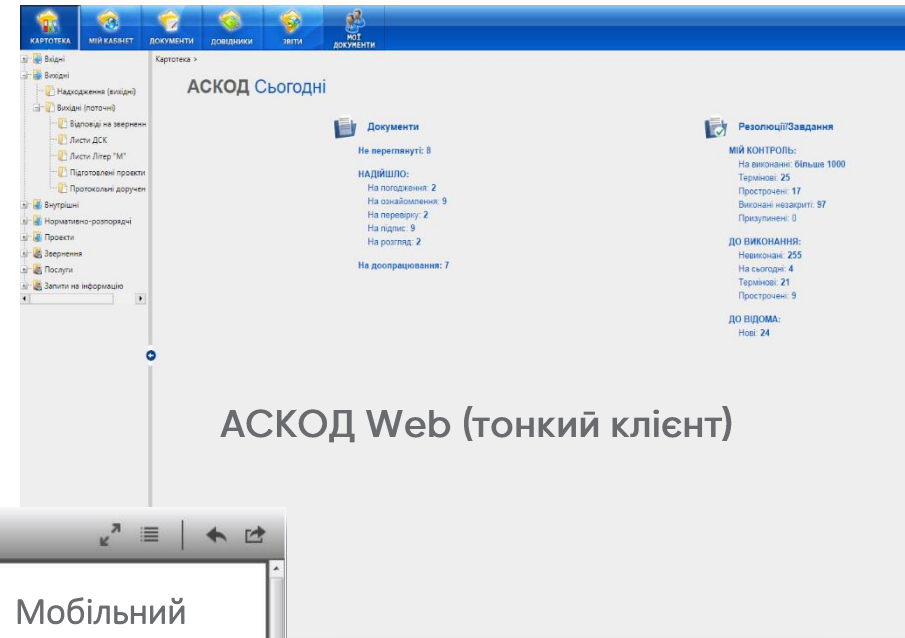 КАРТОТЕКА
МІЙ КАБІНЕТ
ДОКУМЕНТИ
ДОВІДНИКИ
ЗВІТИ
МОЇ
ДОКУМЕНТИ
Вхідні
Вихідні
Надходження (вихідні)
Вихідні (поточні)
Відповіді на зверненн
Листи ДСК
Листи Літер "М"
Підготовлені проекти
Протокольні доручен
Внутрішні
Нормативно-розпорядчі
Проекти
Звернення
Послуги
Запити на інформацію
Картотека >
АСКОД Сьогодні
Документи
Не переглянуті: 8
НАДІЙШЛО:
На погодження: 2
На ознайомлення: 9
На перевірку: 2
На підпис: 9
На розгляд: 2
На доопрацювання: 7
Резолюції/Завдання
МІЙ КОНТРОЛЬ:
На виконанні: більше 1000
Термінові: 25
Прострочені: 17
Виконані незакриті: 97
Призупинені: 0
ДО ВИКОНАННЯ:
Невиконані: 255
На сьогодні: 4
Термінові: 21
Прострочені: 9
ДО ВІДОМА:
Нові: 24
АСКОД Web (тонкий клієнт)
Мобільний